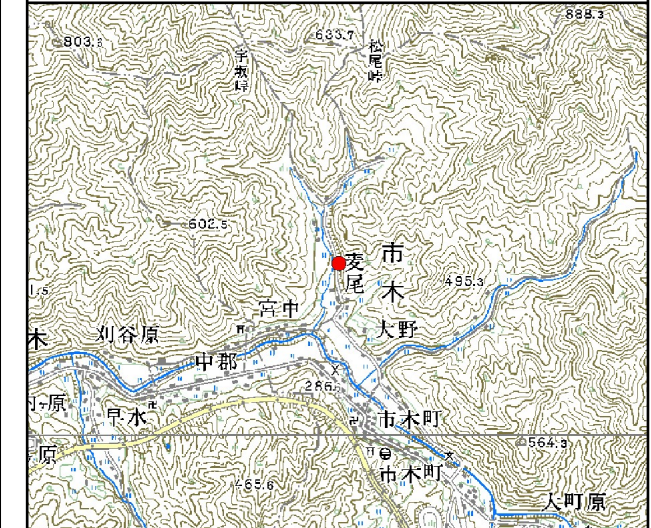 888.3
803.3
633.7
宇坂峠
松尾峠
602.5
麦尾
市木
495.3
宮中
大野
刈谷原
木
中郡
286.
原
早水
市木町
564.3
原
市木町
465.6
大町原